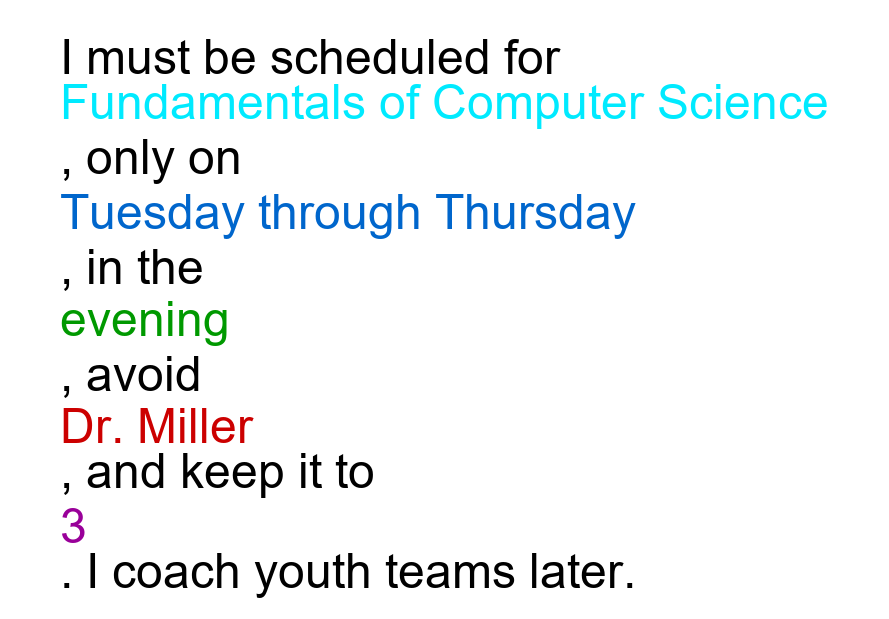 I must be scheduled for
Fundamentals of Computer Science
, only on
Tuesday through Thursday
, in the
evening
, avoid
Dr. Miller
, and keep it to
3
. I coach youth teams later.